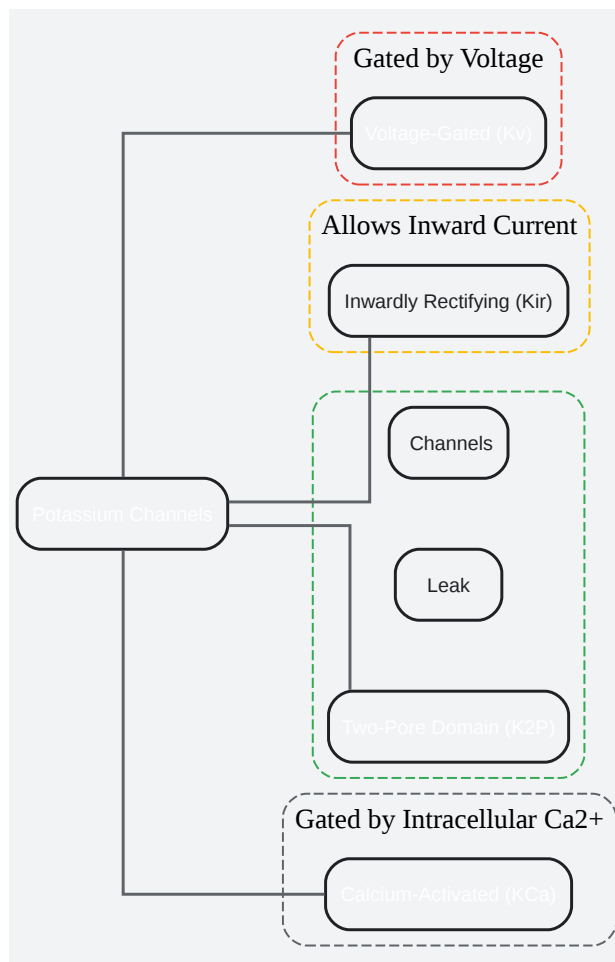 Gated by Voltage
Voltage-Gated (Kv)
Allows Inward Current
Inwardly Rectifying (Kir)
Channels
Potassium Channels
Leak
Two-Pore Domain (K2P)
Gated by Intracellular Ca2+
Calcium-Activated (KCa)